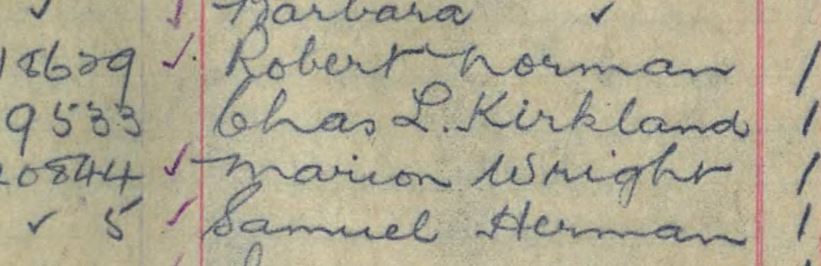 ✓ Barbara ✓
18629 ✓ Robert Norman 1
9533 Chas L. Kirkland 1
20844 ✓ Marion Wright 1
✓ 5 ✓ Samuel Herman 1